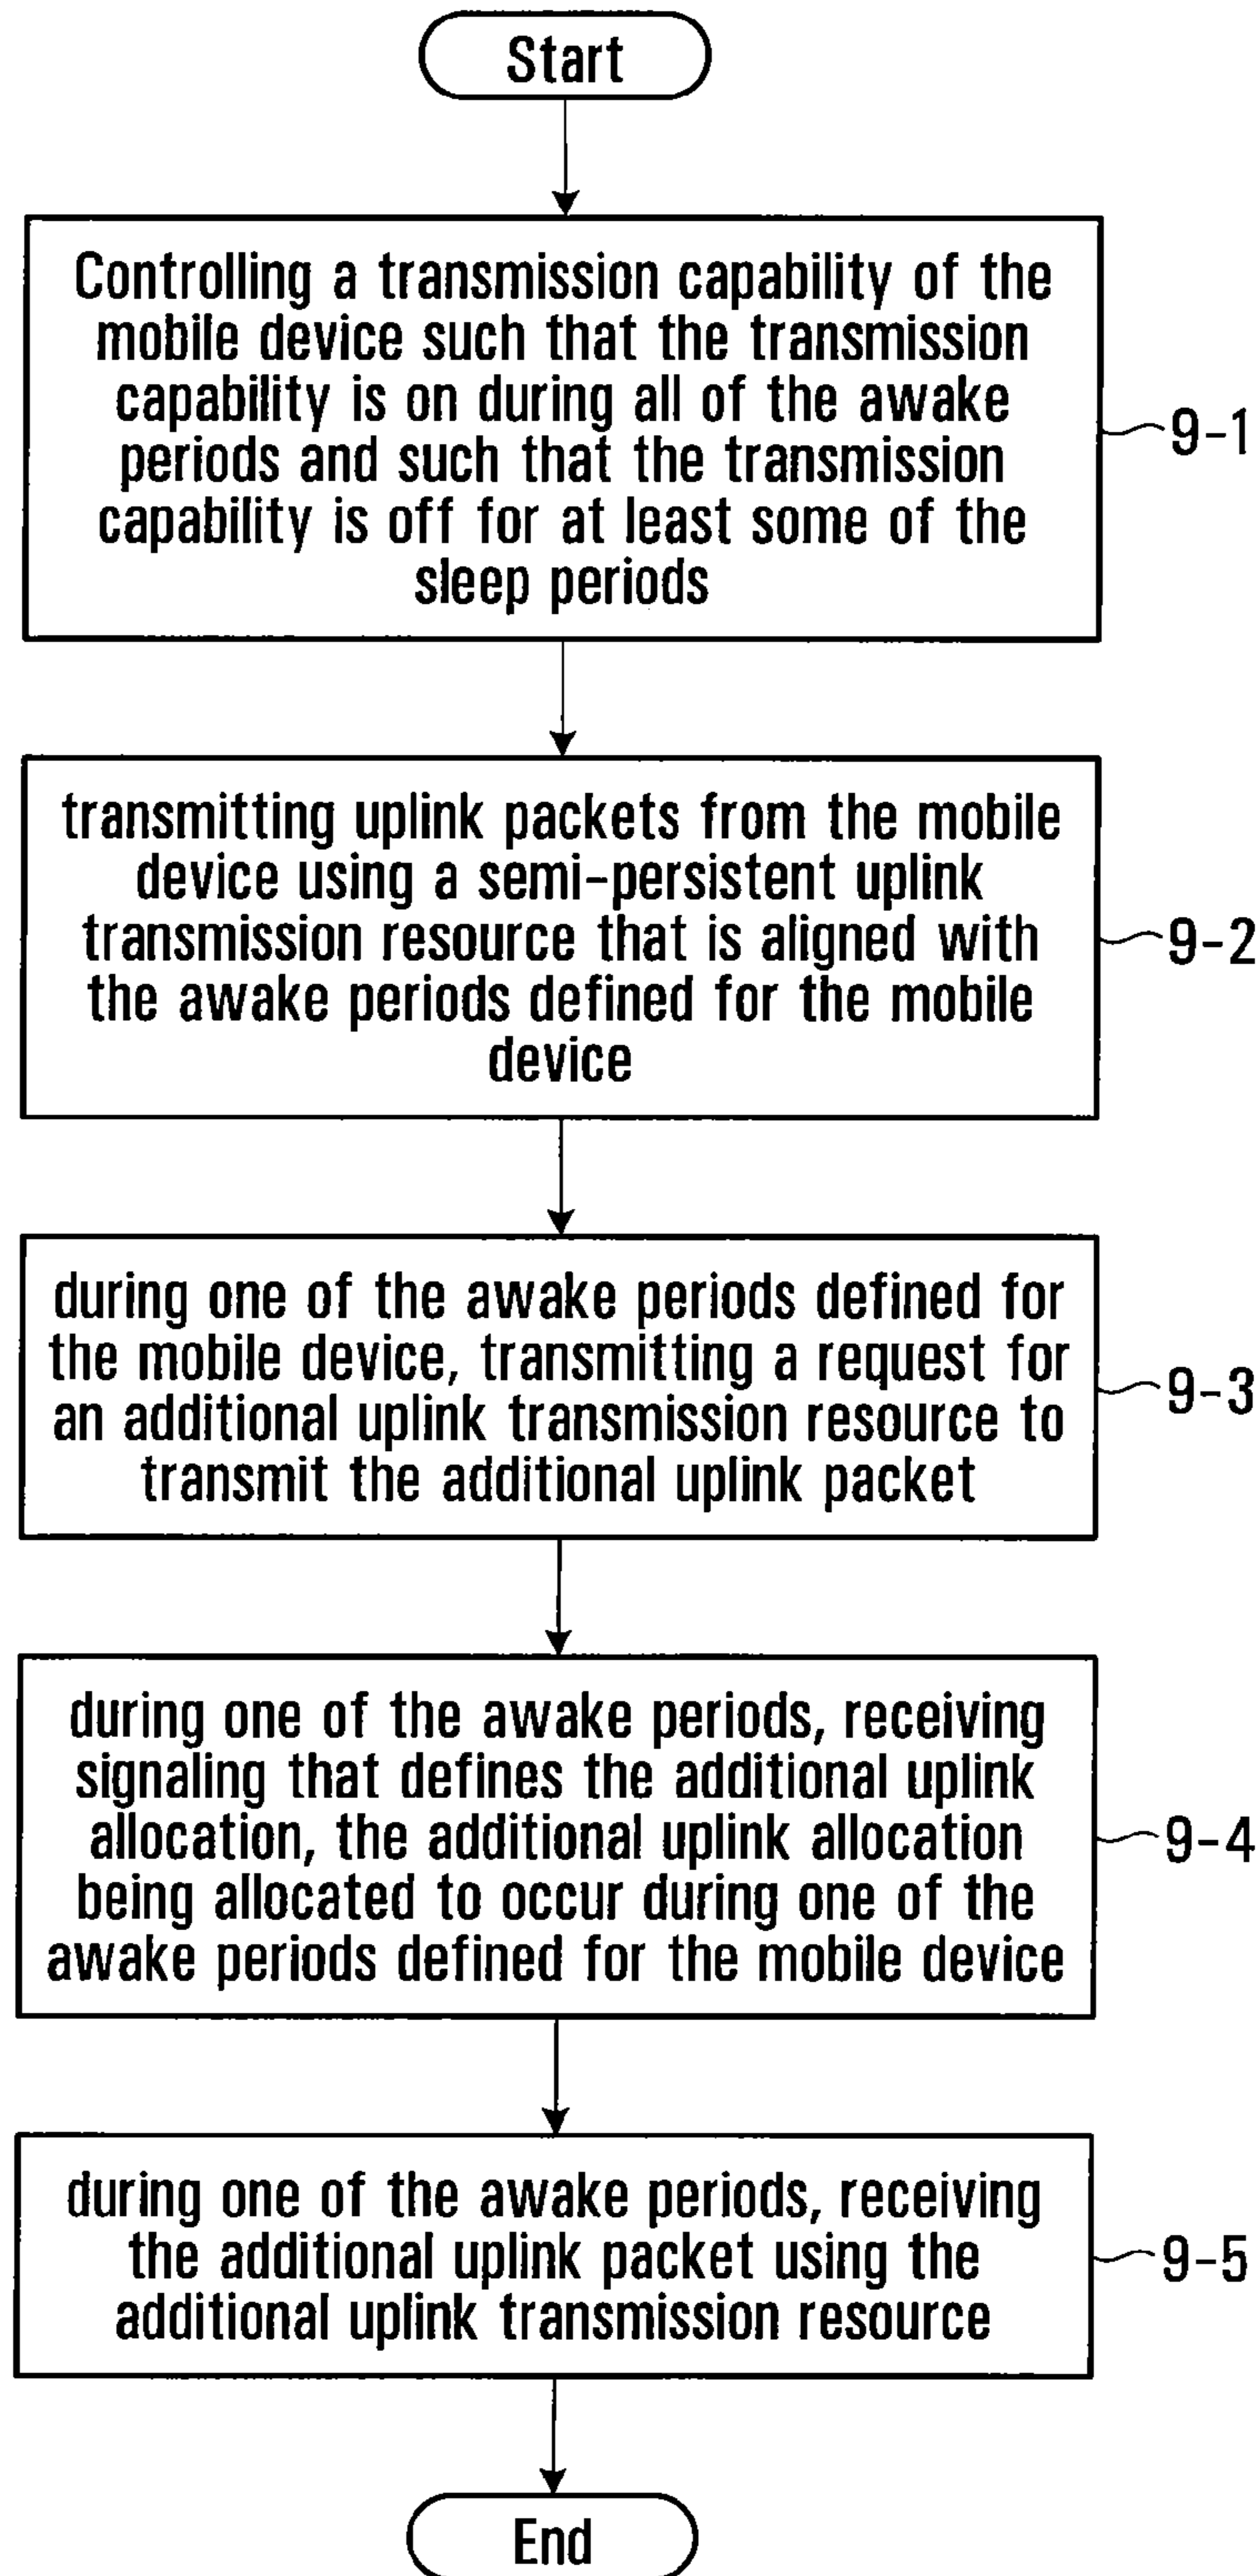 Start
Controlling a transmission capability of the
mobile device such that the transmission
capability is on during all of the awake
periods and such that the transmission
capability is off for at least some of the
sleep periods
9-1
transmitting uplink packets from the mobile
device using a semi-persistent uplink
transmission resource that is aligned with
the awake periods defined for the mobile
device
9-2
during one of the awake periods defined for
the mobile device, transmitting a request for
an additional uplink transmission resource to
transmit the additional uplink packet
9-3
during one of the awake periods, receiving
signaling that defines the additional uplink
allocation, the additional uplink allocation
being allocated to occur during one of the
awake periods defined for the mobile device
9-4
during one of the awake periods, receiving
the additional uplink packet using the
additional uplink transmission resource
9-5
End